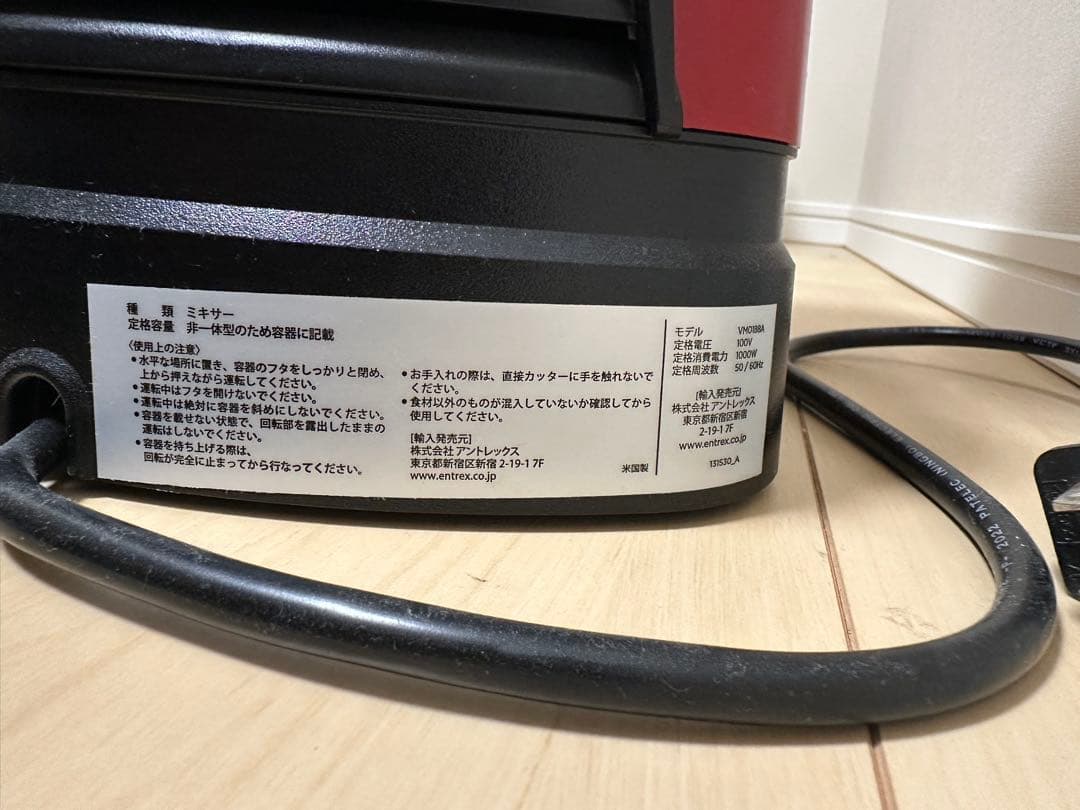 種 類 ミキサー
定格容量 非一体型のため容器に記載
〈使用上の注意〉
●水平な場所に置き、容器のフタをしっかりと閉め、
上から押えながら運転してください。
●運転中はフタを開けないでください。
●運転中は絶対に容器を斜めにしないでください。
●容器を載せない状態で、回転部を露出したままの
運転はしないでください。
●容器を持ち上げる際は、
回転が完全に止まってから行なってください。
●お手入れの際は、直接カッターに手を触れないで
ください。
●食材以外のものが混入していないか確認してから
使用してください。
[輸入発売元]
株式会社 アントレックス
東京都新宿区新宿 2-19-1 7F
www.entrex.co.jp
米国製
モデル VM0188A
定格電圧 100V
定格消費電力 1000W
定格周波数 50 / 60Hz
[輸入発売元]
株式会社 アントレックス
東京都新宿区新宿
2-19-1 7F
www.entrex.co.jp
131530_A
2022 PATELEC (NINGBO